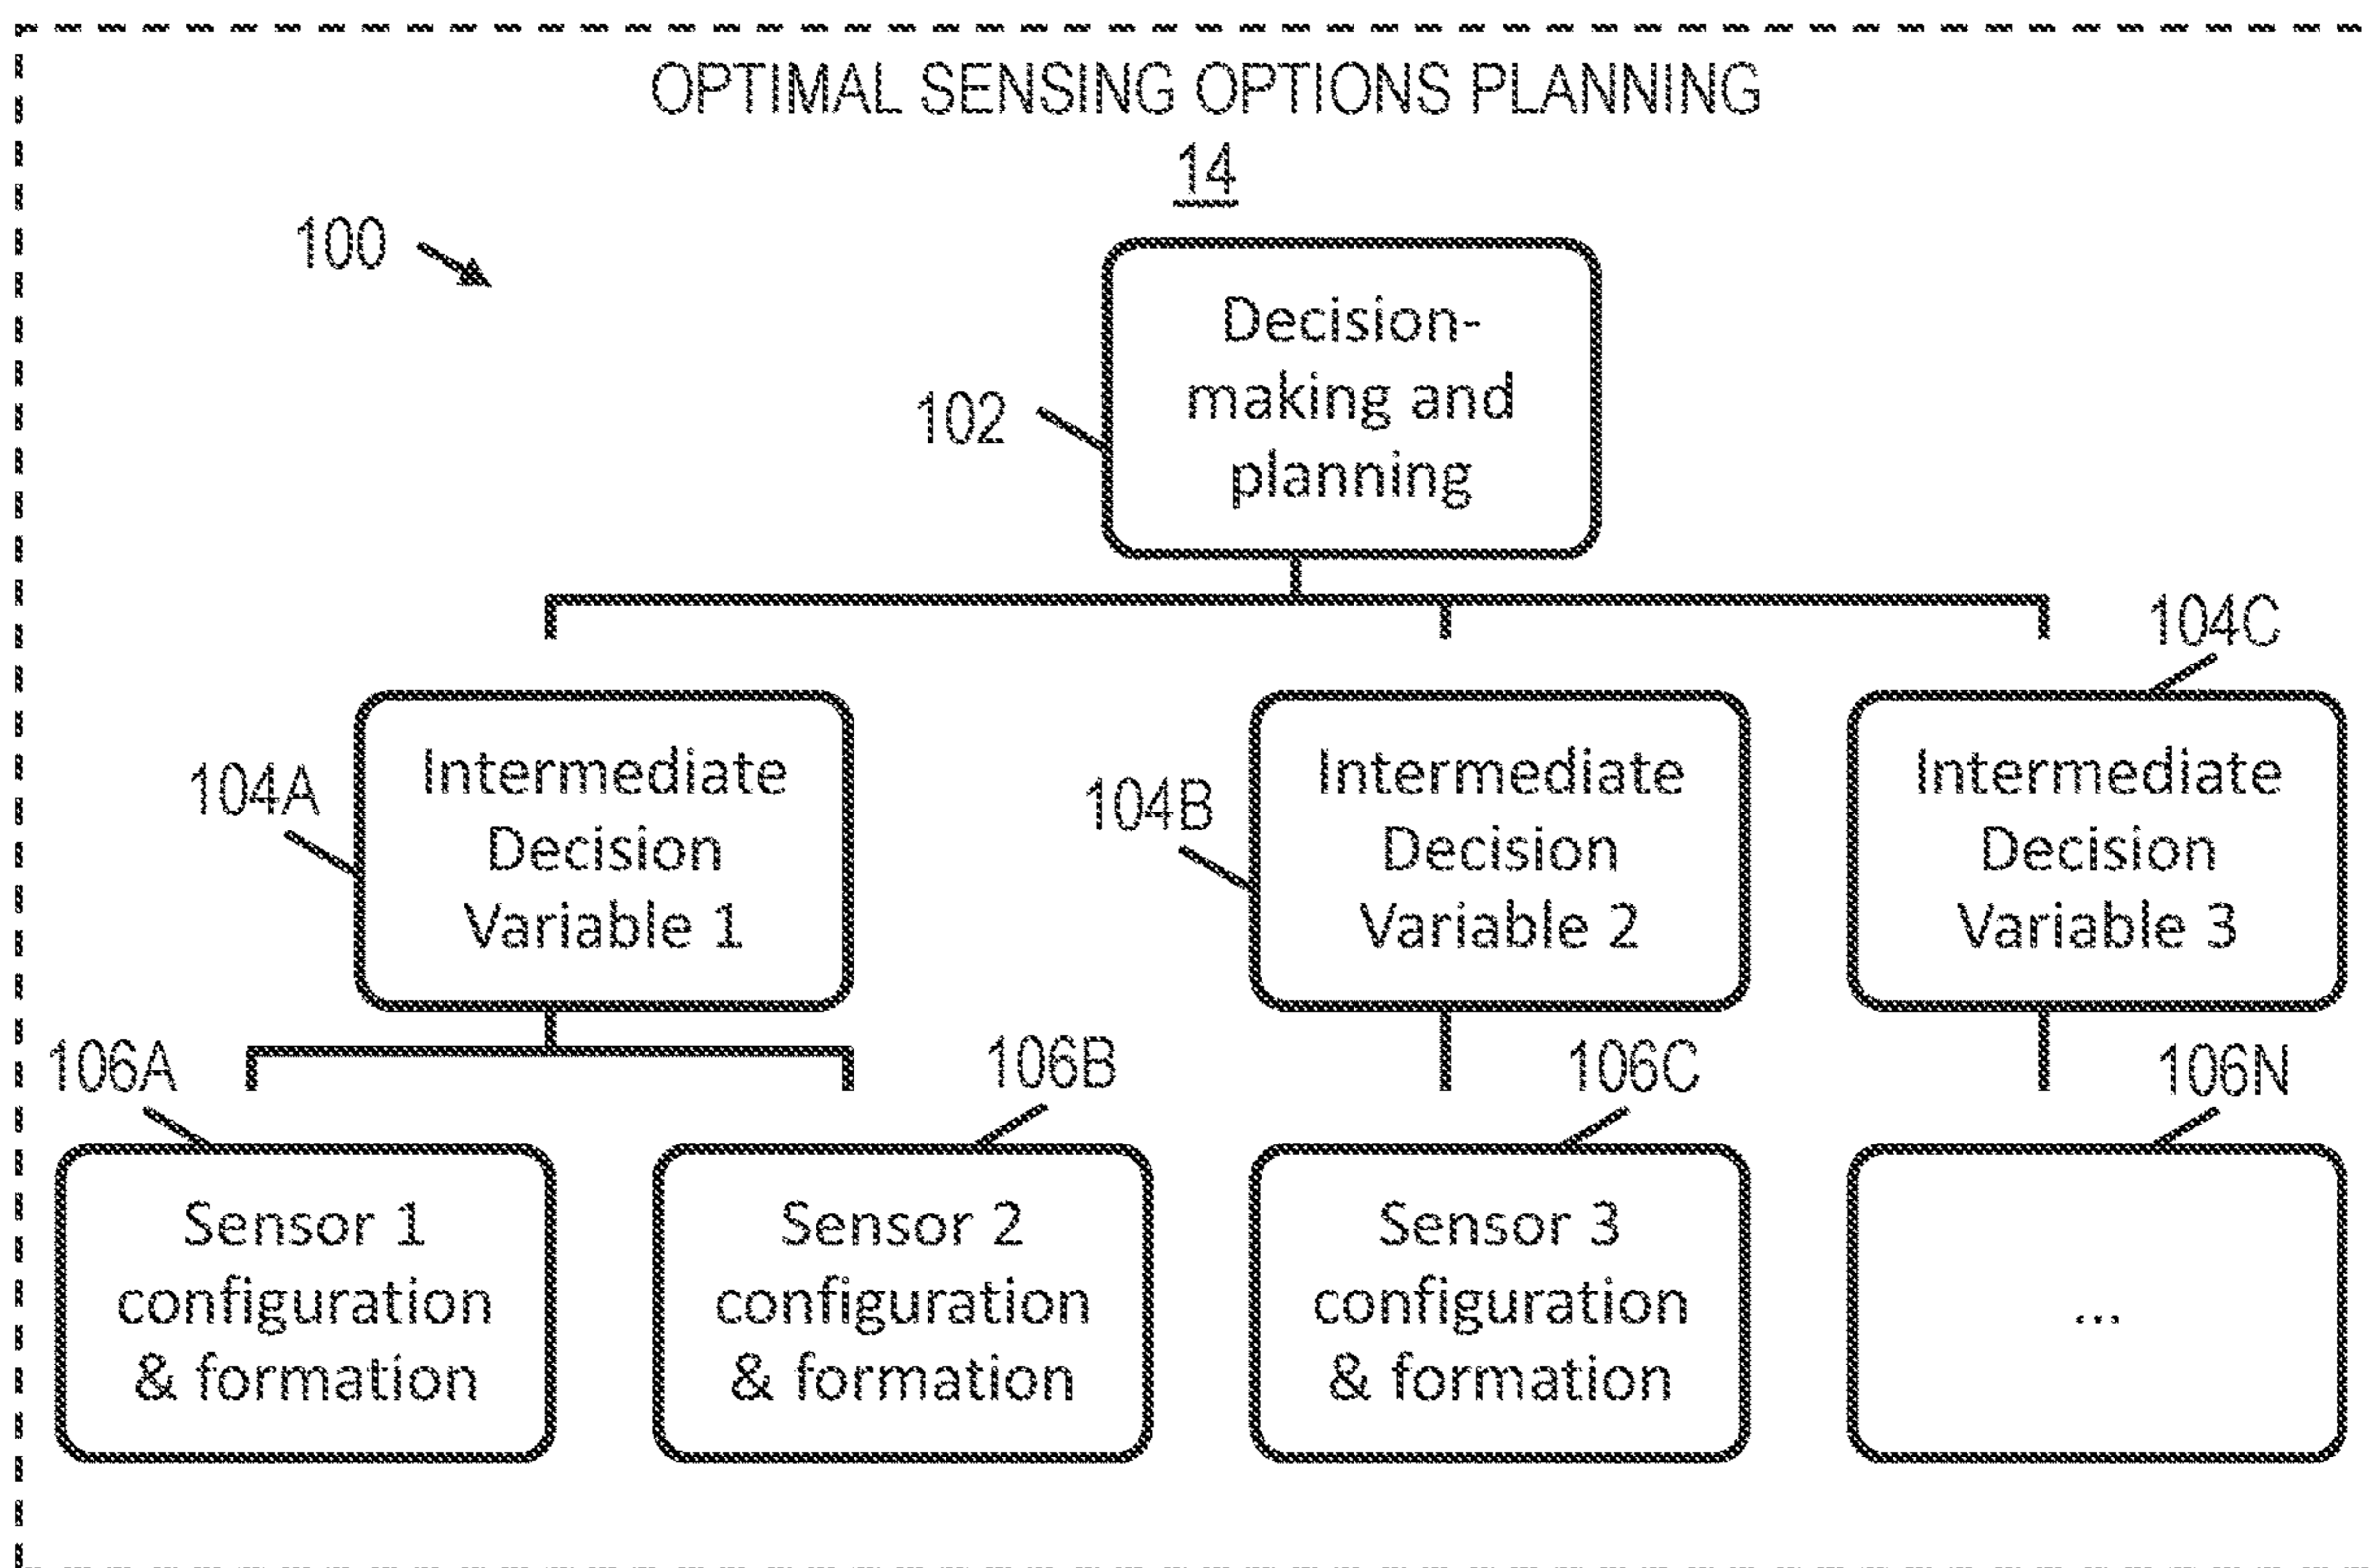 OPTIMAL SENSING OPTIONS PLANNING
14
100
Decision-
making and
planning
102
104C
104A
Intermediate
Decision
Variable 1
104B
Intermediate
Decision
Variable 2
Intermediate
Decision
Variable 3
106A
106B
106C
106N
Sensor 1
configuration
& formation
Sensor 2
configuration
& formation
Sensor 3
configuration
& formation
...